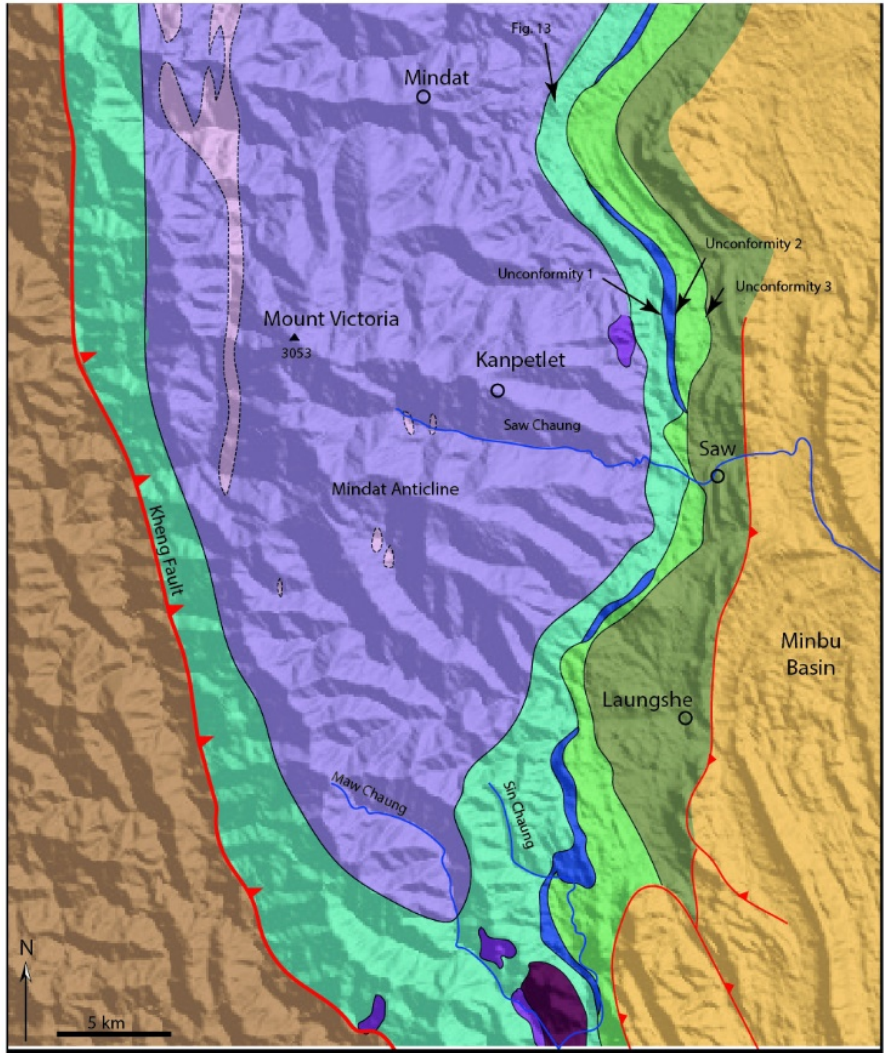 Fig. 13
Mindat
Unconformity 2
Unconformity 1
Unconformity 3
Mount Victoria
3053
Kanpetlet
Saw Chaung
Saw
Mindat Anticline
Kheng Fault
Minbu
Basin
Laungshe
Maw Chaung
Sin Chaung
N
5 km